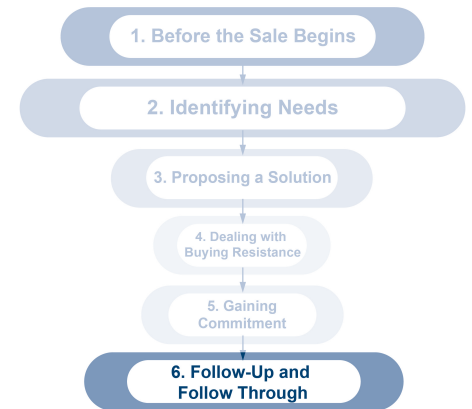 1. Before the Sale Begins
2. Identifying Needs
3. Proposing a Solution
4. Dealing with
Buying Resistance
5. Gaining
Commitment
6. Follow-Up and
Follow Through